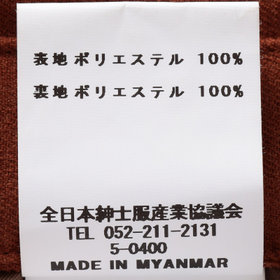 表地ポリエステル 100%
裏地ポリエステル 100%
全日本紳士服産業協議会
TEL 052-211-2131
5-0400
MADE IN MYANMAR